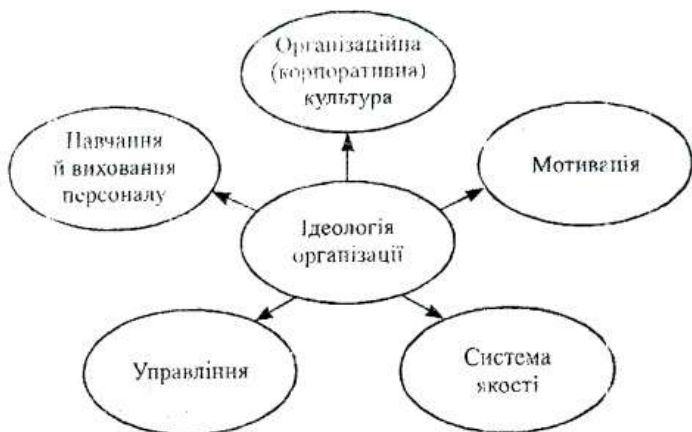 Організаційна
(корпоративна)
культура
Навчання
й виховання
персоналу
Мотивація
Ідеологія
організації
Управління
Система
якості